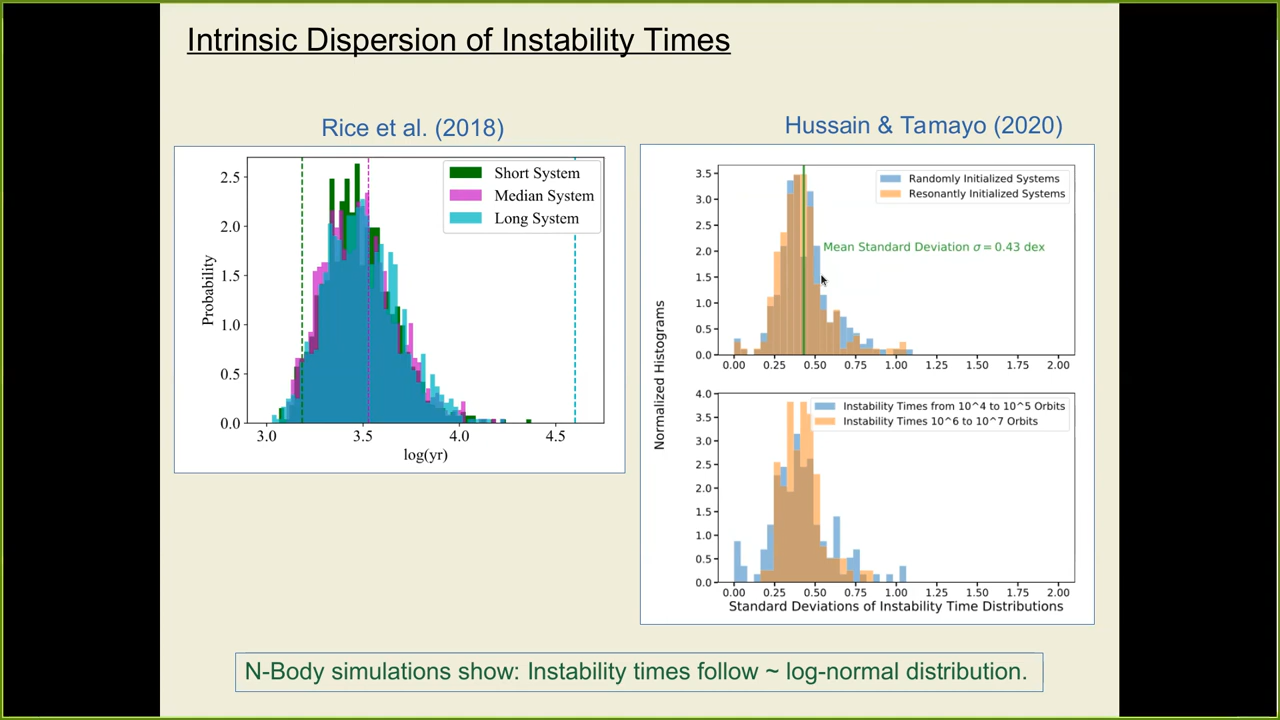 Intrinsic Dispersion of Instability Times
Rice et al. (2018)
Probability
2.5
2.0
1.5
1.0
0.5
0.0
3.0 3.5 4.0 4.5
log(yr)
Short System
Median System
Long System
Hussain & Tamayo (2020)
Normalized Histograms
3.5
3.0
2.5
2.0
1.5
1.0
0.5
0.0
0.00 0.25 0.50 0.75 1.00 1.25 1.50 1.75 2.00
Randomly Initialized Systems
Resonantly Initialized Systems
Mean Standard Deviation σ = 0.43 dex
4.0
3.5
3.0
2.5
2.0
1.5
1.0
0.5
0.0
0.00 0.25 0.50 0.75 1.00 1.25 1.50 1.75 2.00
Instability Times from 10^4 to 10^5 Orbits
Instability Times 10^6 to 10^7 Orbits
Standard Deviations of Instability Time Distributions
N-Body simulations show: Instability times follow ~ log-normal distribution.